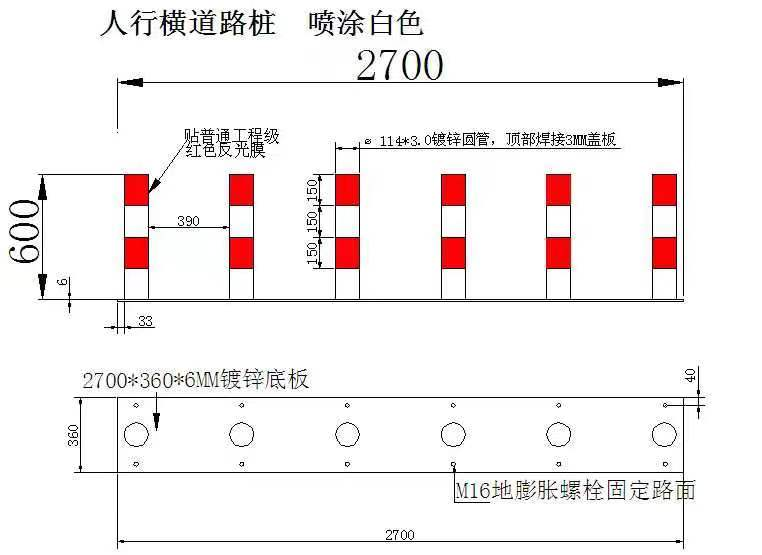 人行横道路桩 喷涂白色
2700
贴普通工程级
红色反光膜
⌀ 114*3.0镀锌圆管，顶部焊接3MM盖板
600
390
150
150
150
6
33
2700*360*6MM镀锌底板
40
360
M16地膨胀螺栓固定路面
2700